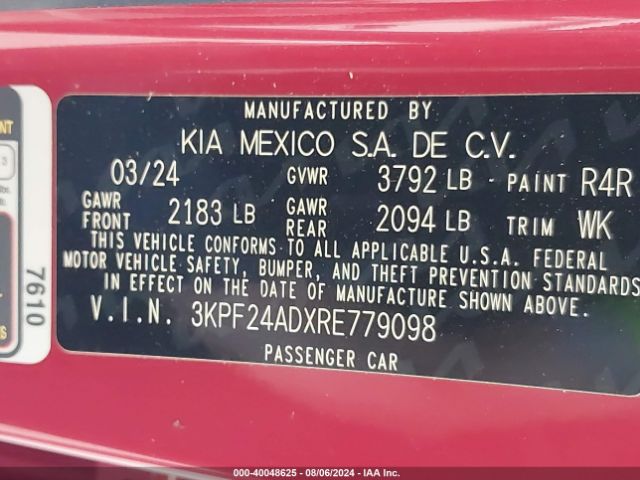 MANUFACTURED BY
KIA MEXICO S.A. DE C.V.
03/24 GVWR 3792 LB - PAINT R4R
GAWR FRONT 2183 LB GAWR REAR 2094 LB TRIM WK
THIS VEHICLE CONFORMS TO ALL APPLICABLE U.S.A. FEDERAL
MOTOR VEHICLE SAFETY, BUMPER, AND THEFT PREVENTION STANDARDS
IN EFFECT ON THE DATE OF MANUFACTURE SHOWN ABOVE.
V.I.N. 3KPF24ADXRE779098
PASSENGER CAR
7610
000-40048625 - 08/06/2024 - IAA Inc.